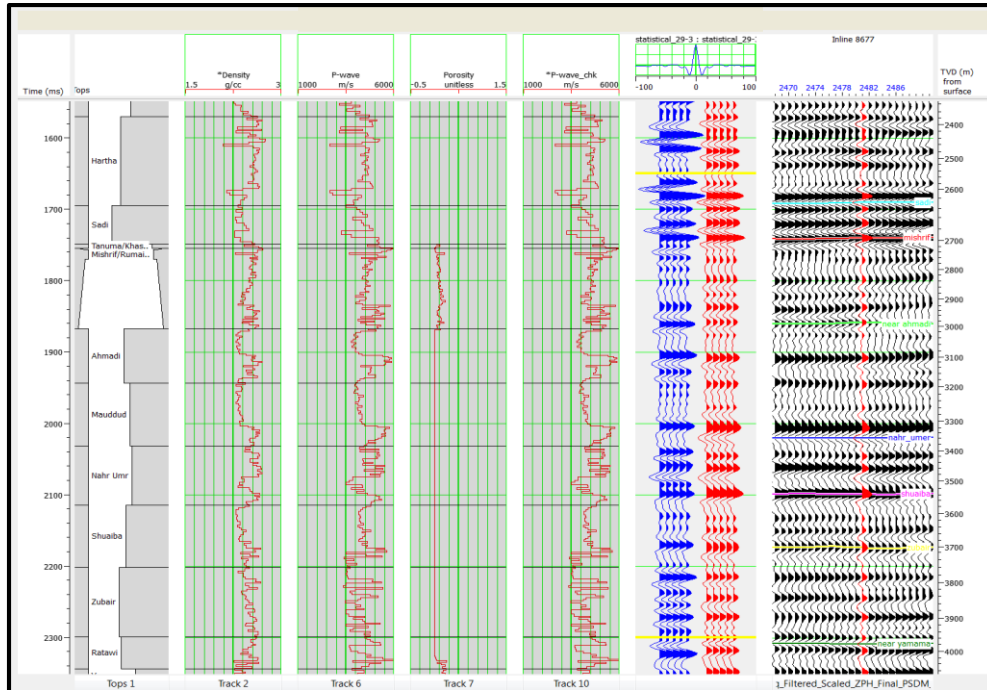 statistical_29-3 : statistical_29-:
Inline 8677
*Density
P-wave
Porosity
*P-wave_chk
TVD (m)
from
surface
Time (ms)
Tops
1.5 g/cc 3
1000 m/s 6000
-0.5 unitless 1.5
1000 m/s 6000
-100 0 100
2470 2474 2478 2482 2486
1600
1700
1800
1900
2000
2100
2200
2300
Hartha
Sadi
Tanuma/Khas..
Mishrif/Rumai..
Ahmadi
Mauddud
Nahr Umr
Shuaiba
Zubair
Ratawi
mishrif
near ahmadi
nahr_umer
shuaiba
near yamama
2400
2500
2600
2700
2800
2900
3000
3100
3200
3300
3400
3500
3600
3700
3800
3900
4000
Tops 1
Track 2
Track 6
Track 7
Track 10
_Filtered_Scaled_ZPH_Final_PSDM_